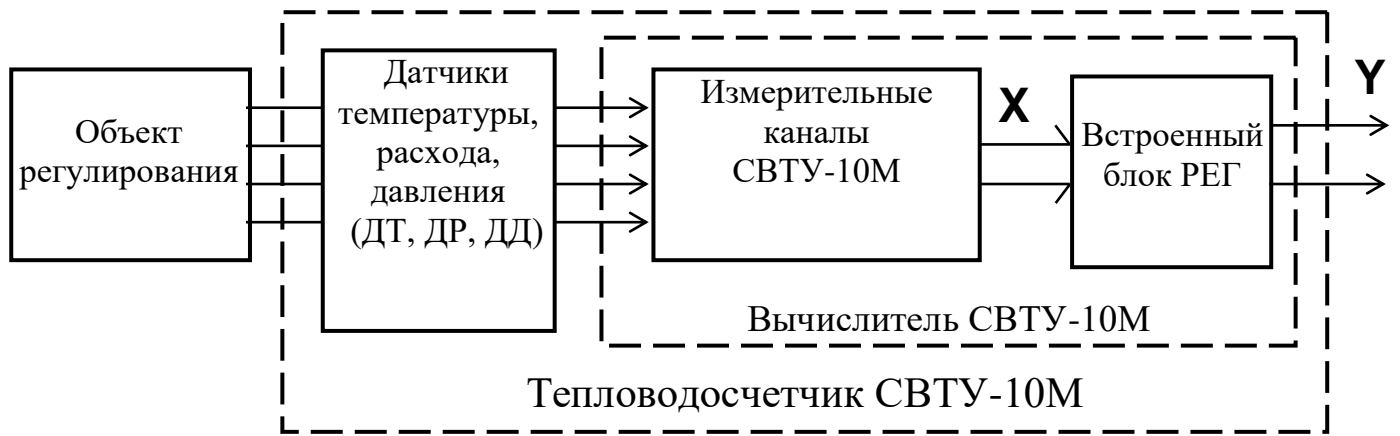 Объект
регулирования
Датчики
температуры,
расхода,
давления
(ДТ, ДР, ДД)
Измерительные
каналы
СВТУ-10М
X
Встроенный
блок РЕГ
Y
Вычислитель СВТУ-10М
Тепловодосчетчик СВТУ-10М